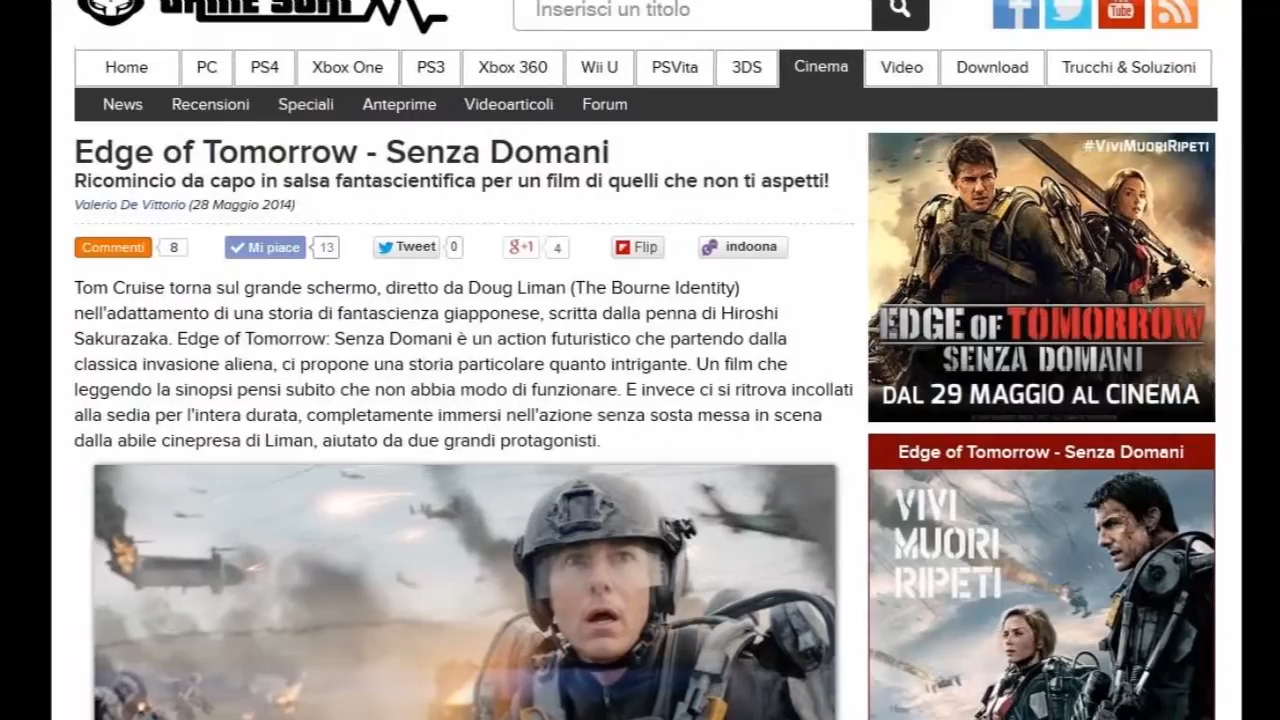 GAME SURF
Inserisci un titolo
You Tube
Home PC PS4 Xbox One PS3 Xbox 360 Wii U PSVita 3DS Cinema Video Download Trucchi & Soluzioni
News Recensioni Speciali Anteprime Videoarticoli Forum
Edge of Tomorrow - Senza Domani
Ricomincio da capo in salsa fantascientifica per un film di quelli che non ti aspetti!
Valerio De Vittorio (28 Maggio 2014)
Commenti 8 Mi piace 13 Tweet 0 g+1 4 Flip indoona
Tom Cruise torna sul grande schermo, diretto da Doug Liman (The Bourne Identity)
nell'adattamento di una storia di fantascienza giapponese, scritta dalla penna di Hiroshi
Sakurazaka. Edge of Tomorrow: Senza Domani è un action futuristico che partendo dalla
classica invasione aliena, ci propone una storia particolare quanto intrigante. Un film che
leggendo la sinopsi pensi subito che non abbia modo di funzionare. E invece ci si ritrova incollati
alla sedia per l'intera durata, completamente immersi nell'azione senza sosta messa in scena
dalla abile cinepresa di Liman, aiutato da due grandi protagonisti.
#VIVIMUORIRIPETI
EDGE OF TOMORROW
SENZA DOMANI
DAL 29 MAGGIO AL CINEMA
Edge of Tomorrow - Senza Domani
VIVI
MUORI
RIPETI